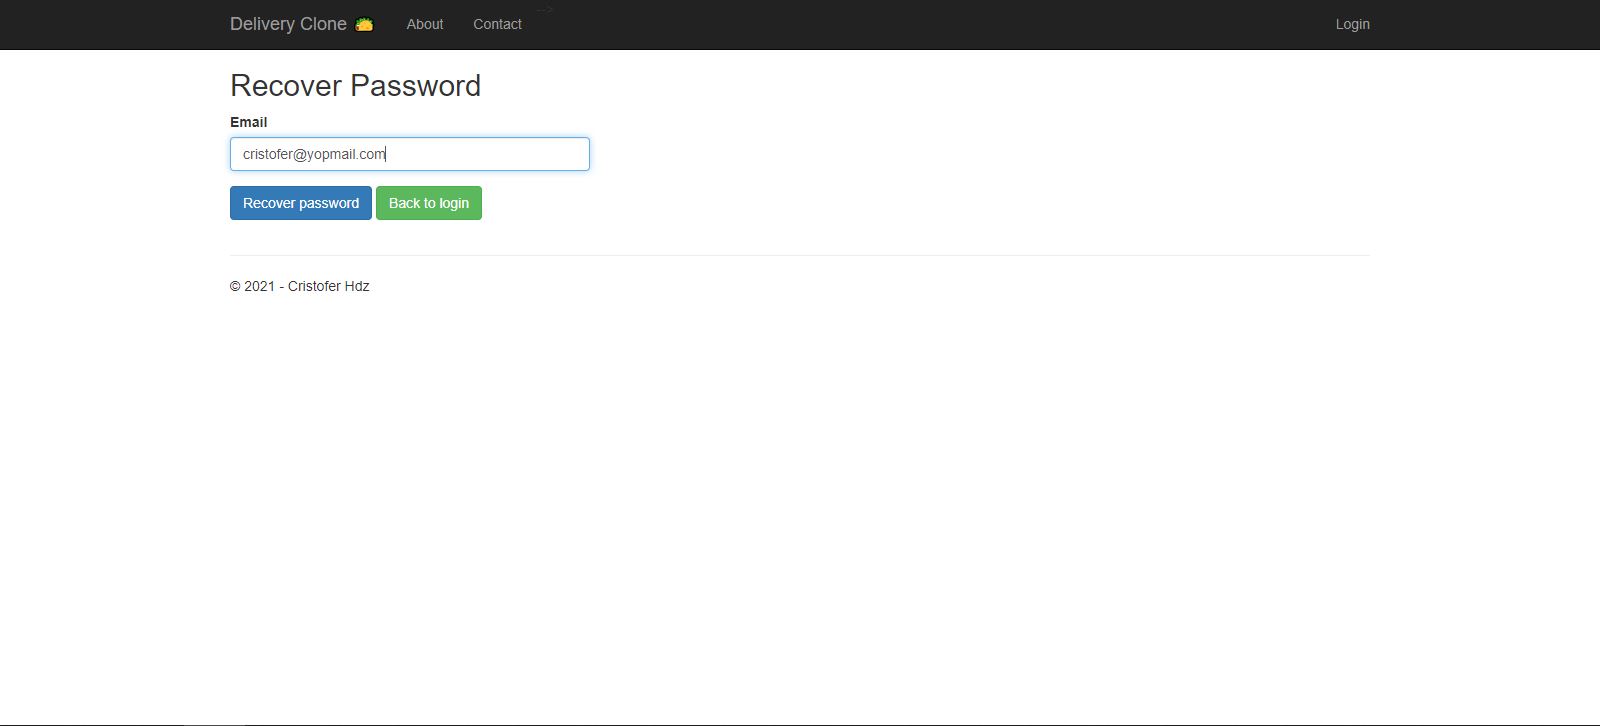 Delivery Clone 🌮 About Contact --> Login
Recover Password
Email
cristofer@yopmail.com
Recover password Back to login
© 2021 - Cristofer Hdz